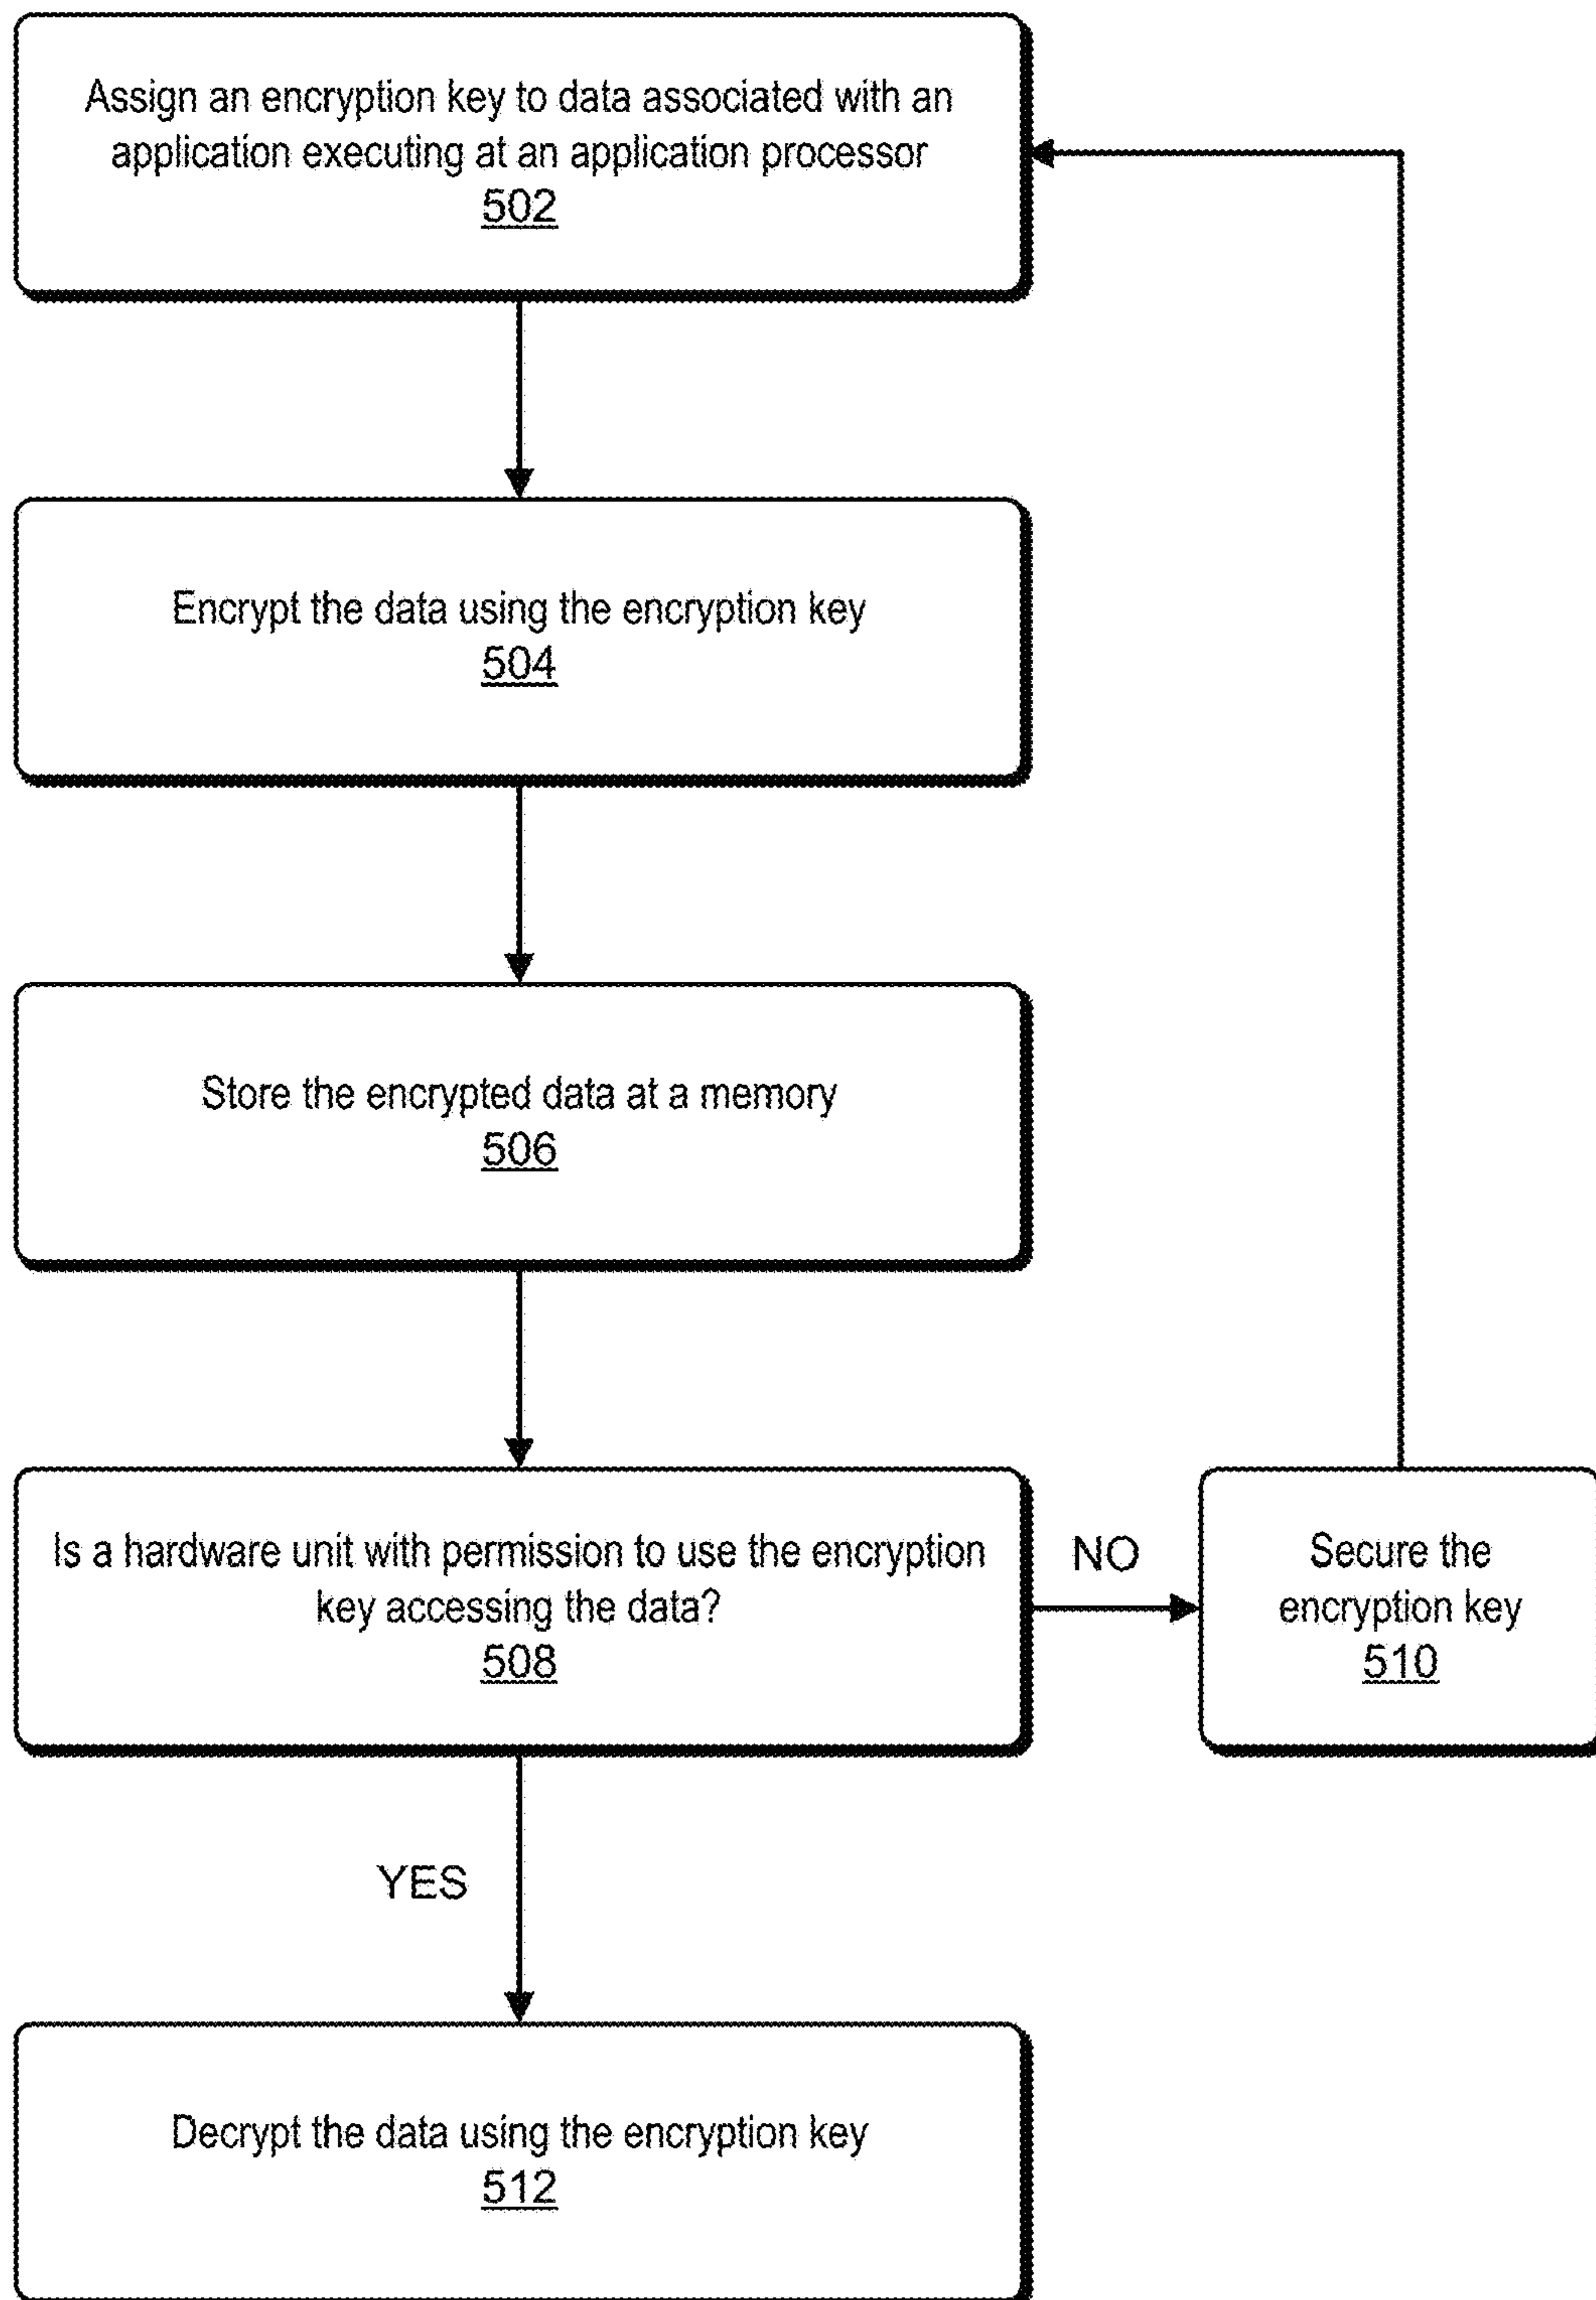 Assign an encryption key to data associated with an
application executing at an application processor
502
Encrypt the data using the encryption key
504
Store the encrypted data at a memory
506
Is a hardware unit with permission to use the encryption
key accessing the data?
508
NO
Secure the
encryption key
510
YES
Decrypt the data using the encryption key
512